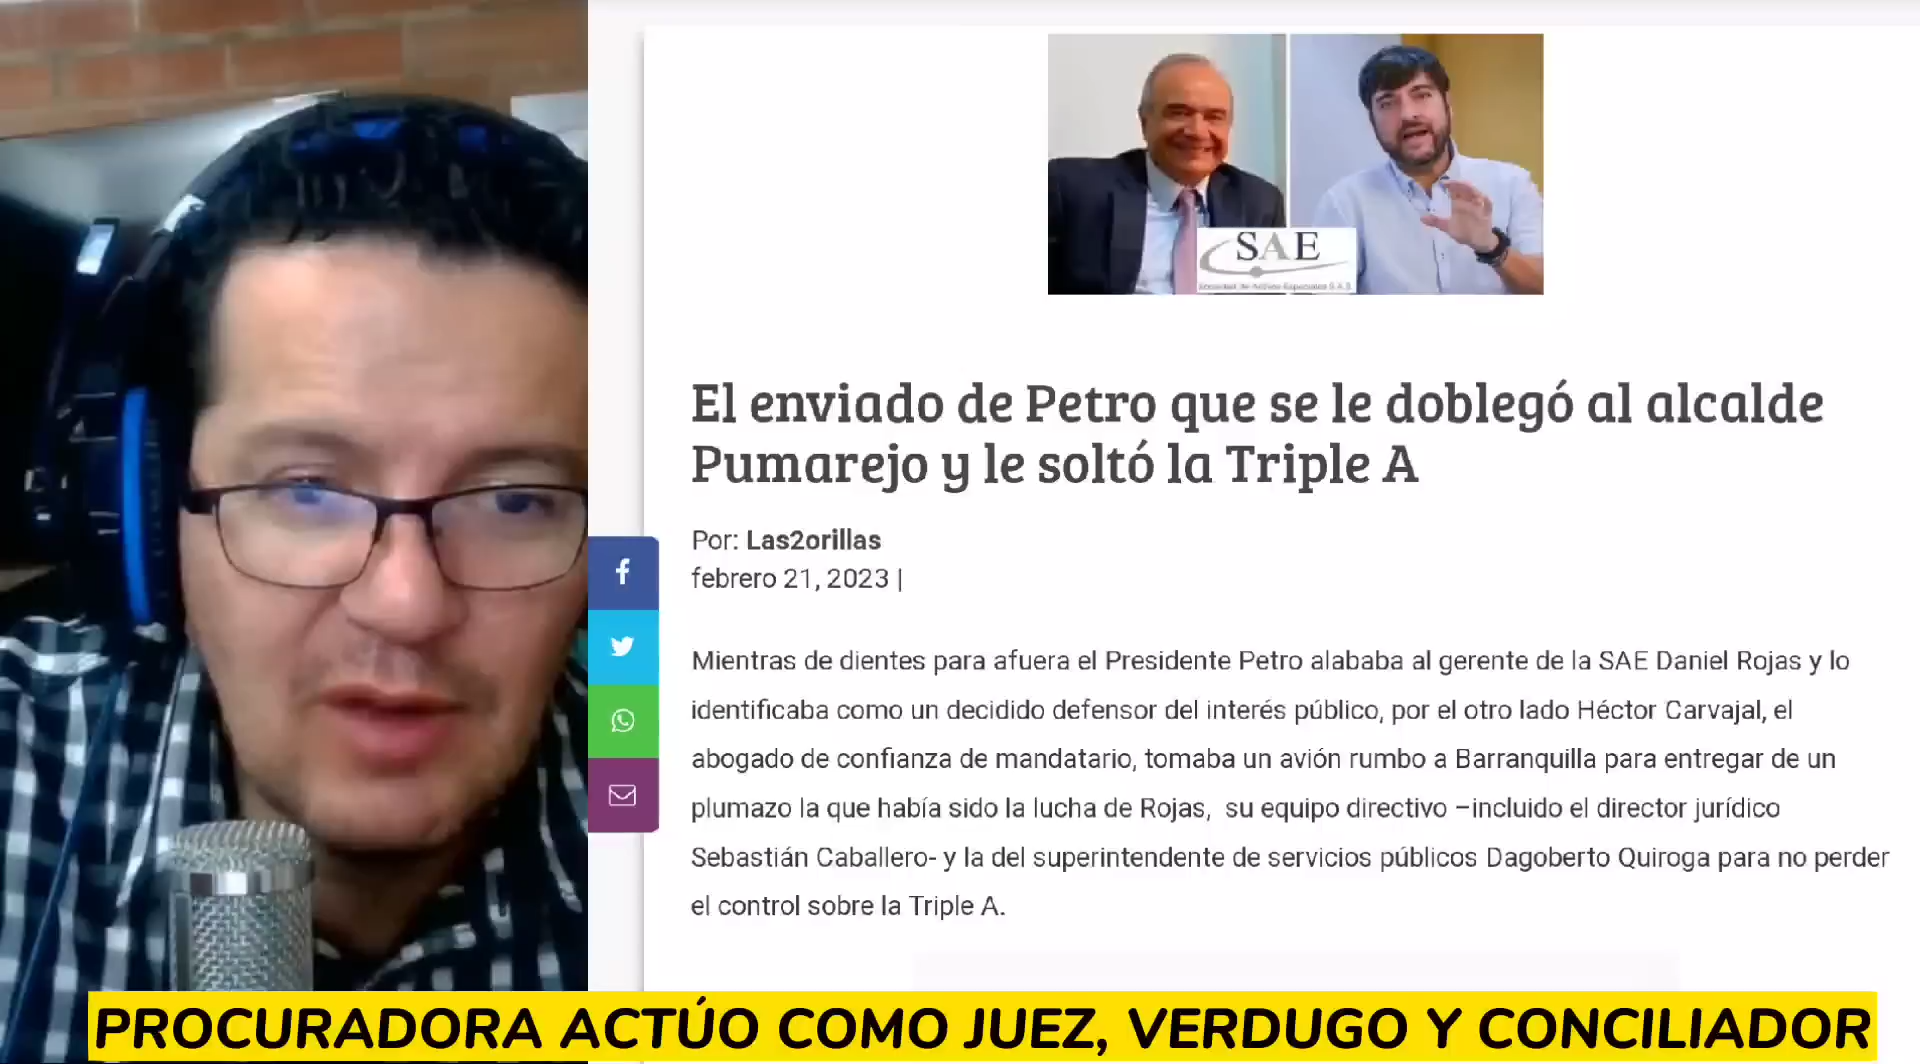 SAE
Sociedad de Activos Especiales S.A.S.
El enviado de Petro que se le doblegó al alcalde
Pumarejo y le soltó la Triple A
Por: Las2orillas
febrero 21, 2023 |
Mientras de dientes para afuera el Presidente Petro alababa al gerente de la SAE Daniel Rojas y lo
identificaba como un decidido defensor del interés público, por el otro lado Héctor Carvajal, el
abogado de confianza de mandatario, tomaba un avión rumbo a Barranquilla para entregar de un
plumazo la que había sido la lucha de Rojas, su equipo directivo –incluido el director jurídico
Sebastián Caballero- y la del superintendente de servicios públicos Dagoberto Quiroga para no perder
el control sobre la Triple A.
PROCURADORA ACTÚO COMO JUEZ, VERDUGO Y CONCILIADOR